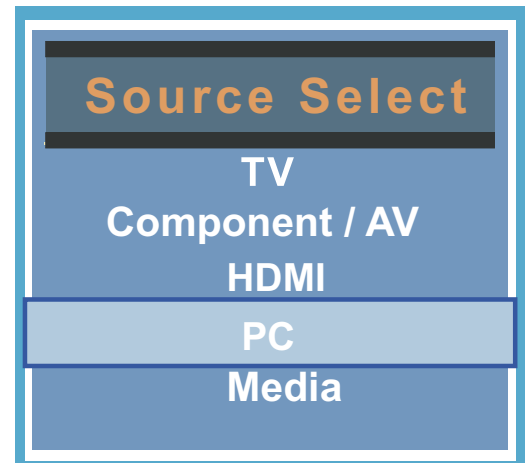 Source Select
TV
Component / AV
HDMI
PC
Media